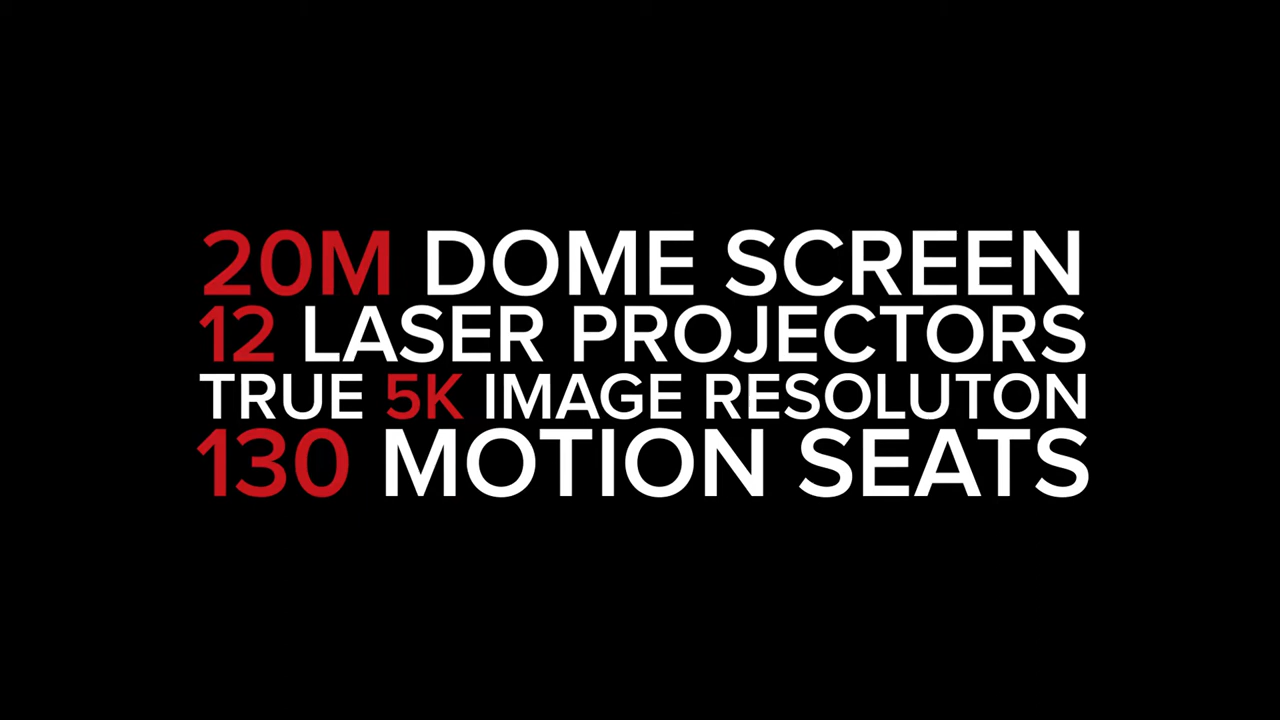 20M DOME SCREEN
12 LASER PROJECTORS
TRUE 5K IMAGE RESOLUTON
130 MOTION SEATS